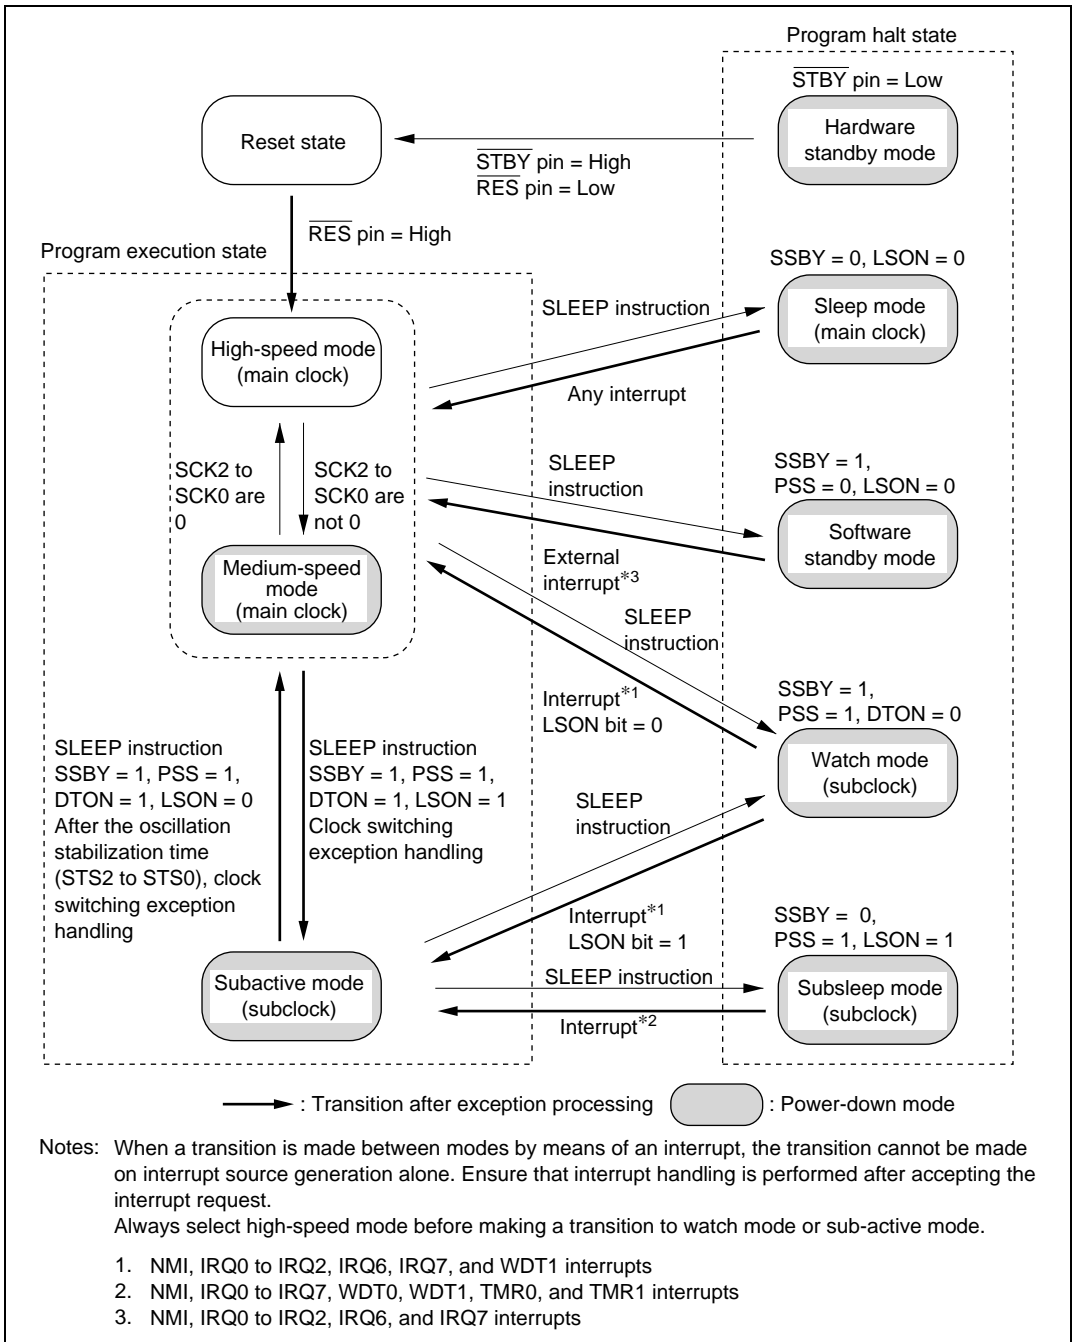 Program halt state
STBY pin = Low
Reset state
Hardware
standby mode
STBY pin = High
RES pin = Low
RES pin = High
Program execution state
SSBY = 0, LSON = 0
SLEEP instruction
Sleep mode
(main clock)
High-speed mode
(main clock)
Any interrupt
SSBY = 1,
PSS = 0, LSON = 0
SLEEP
instruction
SCK2 to
SCK0 are
0
SCK2 to
SCK0 are
not 0
Software
standby mode
External
interrupt*3
Medium-speed
mode
(main clock)
SLEEP
instruction
SSBY = 1,
PSS = 1, DTON = 0
Interrupt*1
LSON bit = 0
Watch mode
(subclock)
SLEEP instruction
SSBY = 1, PSS = 1,
DTON = 1, LSON = 0
After the oscillation
stabilization time
(STS2 to STS0), clock
switching exception
handling
SLEEP instruction
SSBY = 1, PSS = 1,
DTON = 1, LSON = 1
Clock switching
exception handling
SLEEP
instruction
Interrupt*1
LSON bit = 1
SSBY = 0,
PSS = 1, LSON = 1
Subactive mode
(subclock)
SLEEP instruction
Interrupt*2
Subsleep mode
(subclock)
: Transition after exception processing
: Power-down mode
Notes: When a transition is made between modes by means of an interrupt, the transition cannot be made
on interrupt source generation alone. Ensure that interrupt handling is performed after accepting the
interrupt request.
Always select high-speed mode before making a transition to watch mode or sub-active mode.
1. NMI, IRQ0 to IRQ2, IRQ6, IRQ7, and WDT1 interrupts
2. NMI, IRQ0 to IRQ7, WDT0, WDT1, TMR0, and TMR1 interrupts
3. NMI, IRQ0 to IRQ2, IRQ6, and IRQ7 interrupts